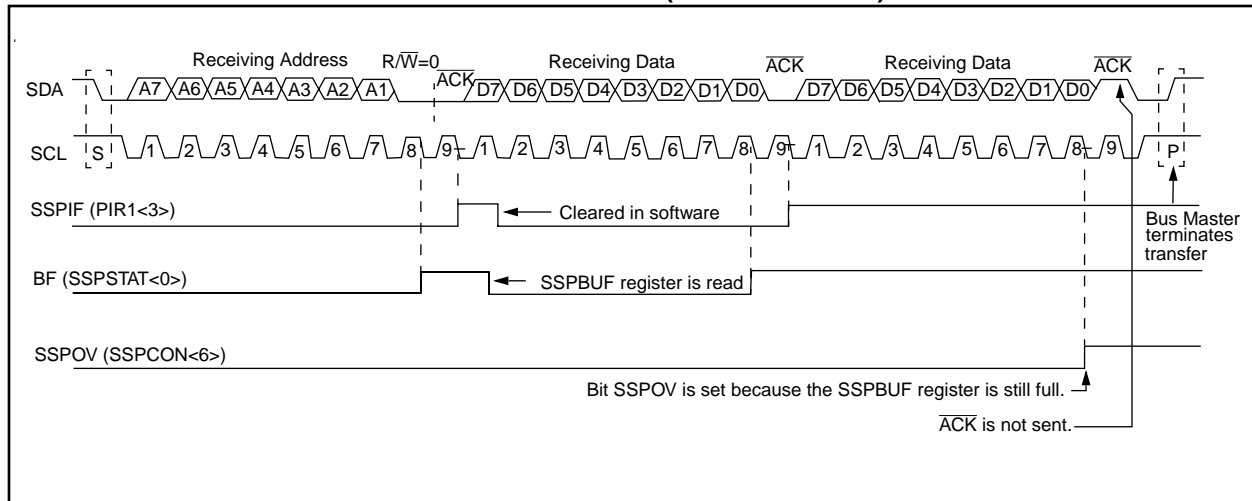 Receiving Address R/W̅=0 Receiving Data A̅C̅K̅ Receiving Data A̅C̅K̅
A̅C̅K̅
SDA A7 A6 A5 A4 A3 A2 A1 D7 D6 D5 D4 D3 D2 D1 D0 D7 D6 D5 D4 D3 D2 D1 D0
SCL S 1 2 3 4 5 6 7 8 9 1 2 3 4 5 6 7 8 9 1 2 3 4 5 6 7 8 9 P
SSPIF (PIR1<3>)
Cleared in software
Bus Master
terminates
transfer
BF (SSPSTAT<0>)
SSPBUF register is read
SSPOV (SSPCON<6>)
Bit SSPOV is set because the SSPBUF register is still full.
A̅C̅K̅ is not sent.